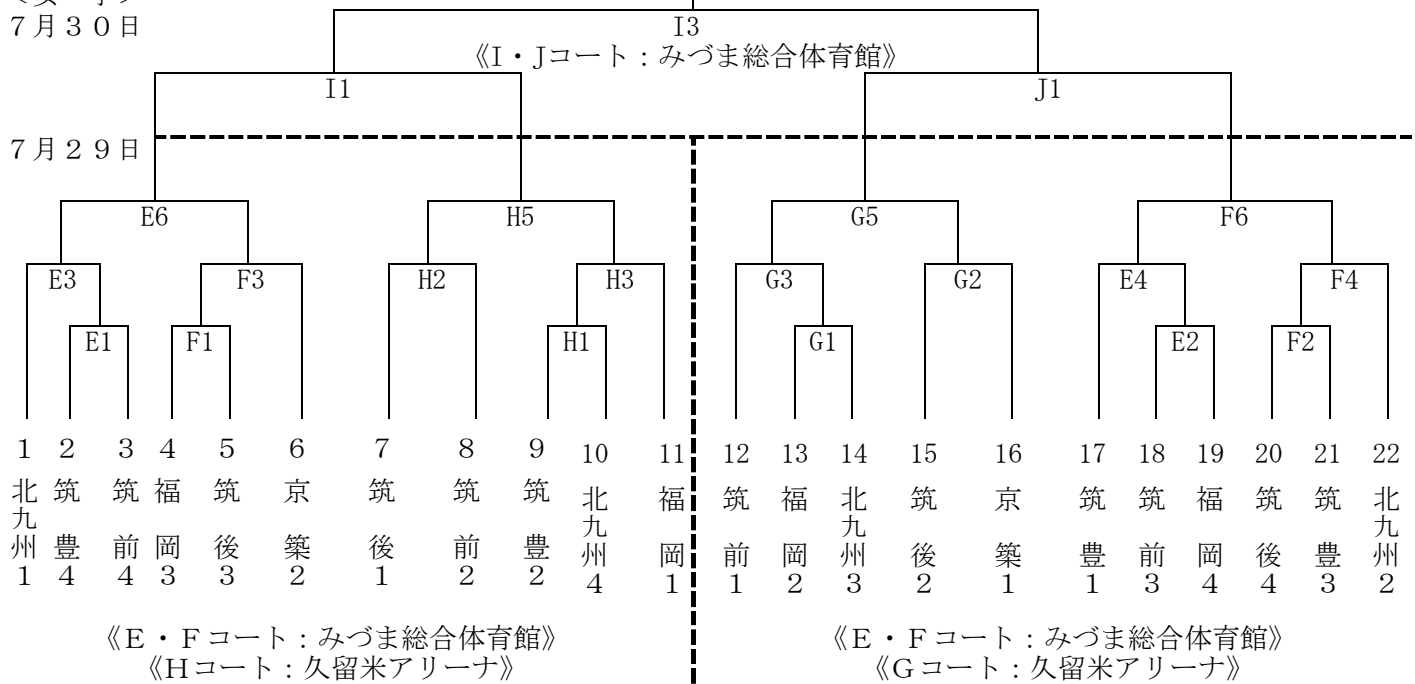 ７月３０日
I3
《I・Jコート：みづま総合体育館》
I1 J1
７月２９日
E6 H5 G5 F6
E3 F3 H2 H3 G3 G2 E4 F4
E1 F1 H1 G1 E2 F2
１ ２ ３ ４ ５ ６ ７ ８ ９ 10 11 12 13 14 15 16 17 18 19 20 21 22
北九州１
筑豊４
筑前４
福岡３
筑後３
京築２
筑後１
筑前２
筑豊２
北九州４
福岡１
筑前１
福岡２
北九州３
筑後２
京築１
筑豊１
筑前３
福岡４
筑後４
筑豊３
北九州２
《Ｅ・Ｆコート：みづま総合体育館》
《Ｈコート：久留米アリーナ》
《Ｅ・Ｆコート：みづま総合体育館》
《Ｇコート：久留米アリーナ》